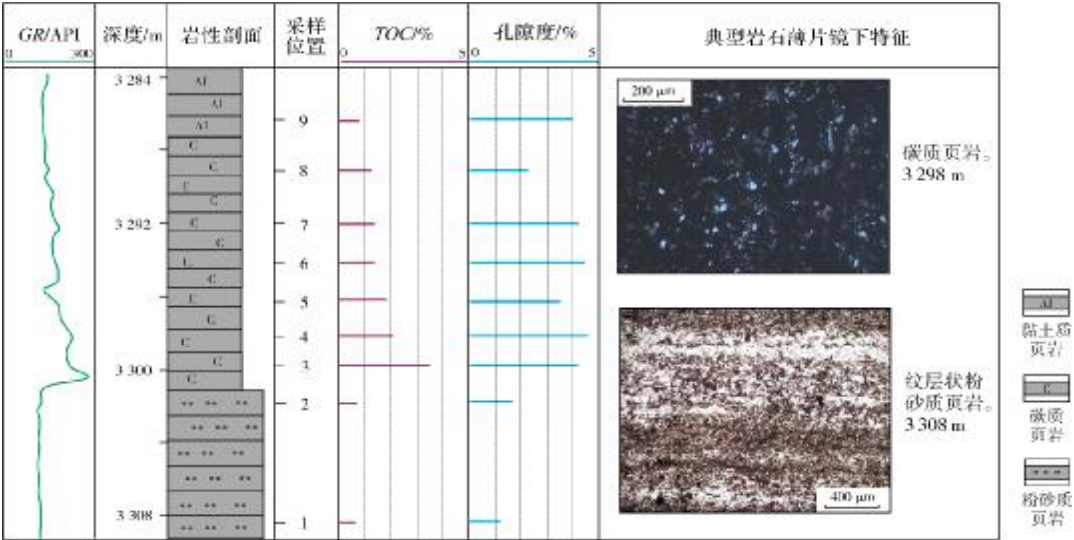 GR/API
0 300
深度/m
岩性剖面
采样
位置
TOC/%
0 5
孔隙度/%
0 5
典型岩石薄片镜下特征
3 284
3 292
3 300
3 308
Al
Al
Al
C
C
C
C
C
C
C
C
C
C
C
C
C
9
8
7
6
5
4
3
2
1
200 μm
碳质页岩。
3 298 m
400 μm
纹层状粉
砂质页岩。
3 308 m
Al
黏土质
页岩
C
碳质
页岩
粉砂质
页岩